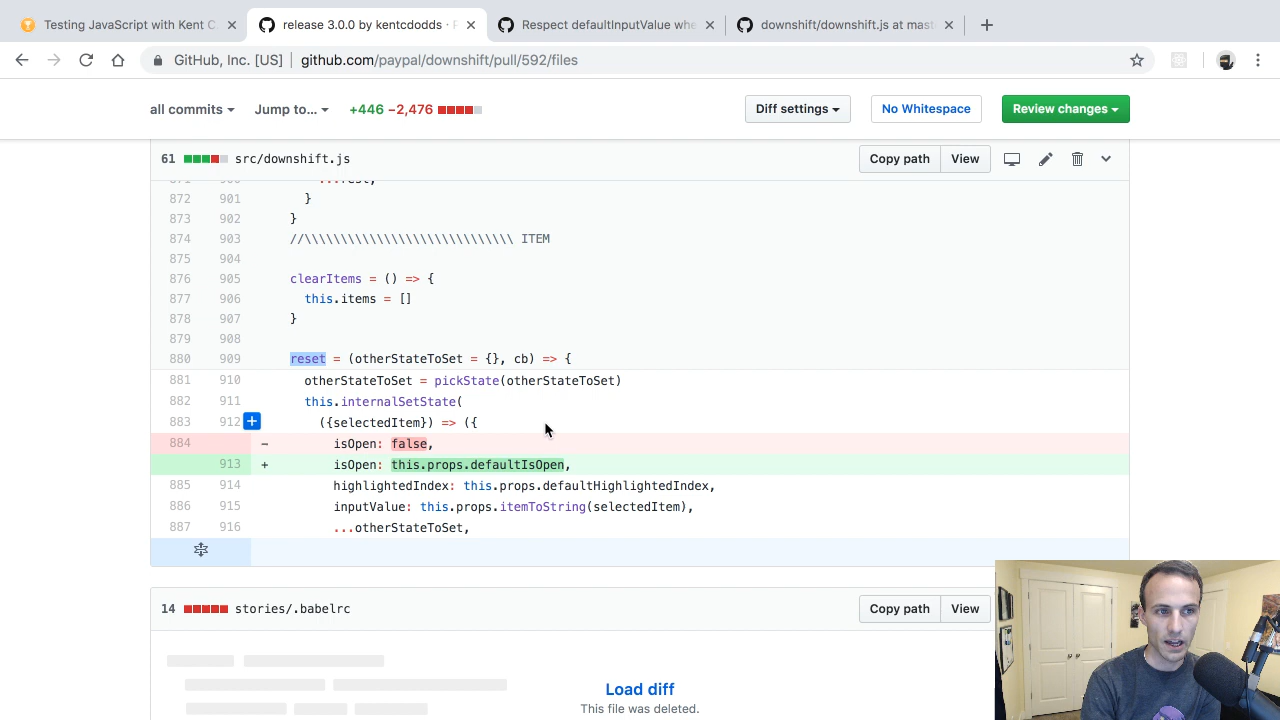 Testing JavaScript with Kent C.
release 3.0.0 by kentcdodds ·
Respect defaultInputValue whe
downshift/downshift.js at mast
GitHub, Inc. [US] github.com/paypal/downshift/pull/592/files
all commits Jump to... +446 −2,476 Diff settings No Whitespace Review changes
61 src/downshift.js Copy path View
872 901 }
873 902 }
874 903 //\\\\\\\\\\\\\\\\\\\\\\\\\\\\\ ITEM
875 904
876 905 clearItems = () => {
877 906 this.items = []
878 907 }
879 908
880 909 reset = (otherStateToSet = {}, cb) => {
881 910 otherStateToSet = pickState(otherStateToSet)
882 911 this.internalSetState(
883 912 + ({selectedItem}) => ({
884 − isOpen: false,
913 + isOpen: this.props.defaultIsOpen,
885 914 highlightedIndex: this.props.defaultHighlightedIndex,
886 915 inputValue: this.props.itemToString(selectedItem),
887 916 ...otherStateToSet,
14 stories/.babelrc Copy path View
Load diff
This file was deleted.